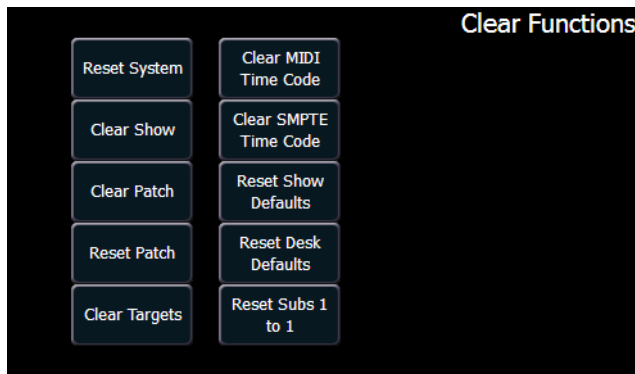 Clear Functions
Reset System
Clear MIDI
Time Code
Clear Show
Clear SMPTE
Time Code
Clear Patch
Reset Show
Defaults
Reset Patch
Reset Desk
Defaults
Clear Targets
Reset Subs 1
to 1